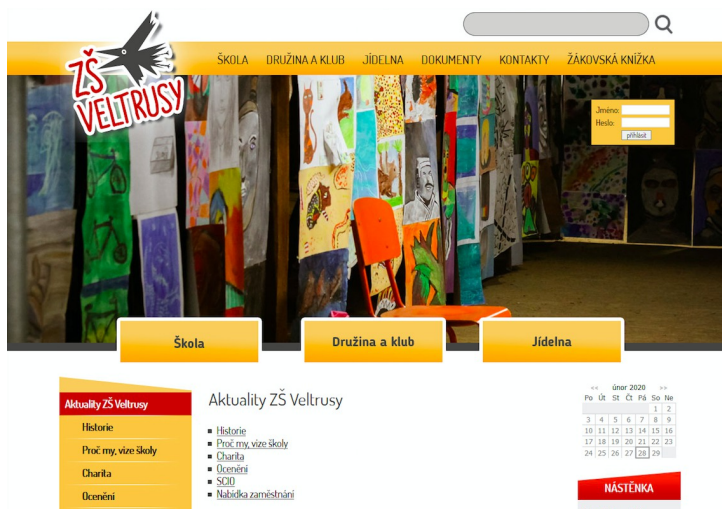 ZŠ
VELTRUSY
ŠKOLA DRUŽINA A KLUB JÍDELNA DOKUMENTY KONTAKTY ŽÁKOVSKÁ KNÍŽKA
Jméno:
Heslo:
přihlásit
Škola Družina a klub Jídelna
Aktuality ZŠ Veltrusy
Historie
Proč my, vize školy
Charita
Ocenění
Aktuality ZŠ Veltrusy
Historie
Proč my, vize školy
Charita
Ocenění
SCIO
Nabídka zaměstnání
<< únor 2020 >>
Po Út St Čt Pá So Ne
1 2
3 4 5 6 7 8 9
10 11 12 13 14 15 16
17 18 19 20 21 22 23
24 25 26 27 28 29
NÁSTĚNKA